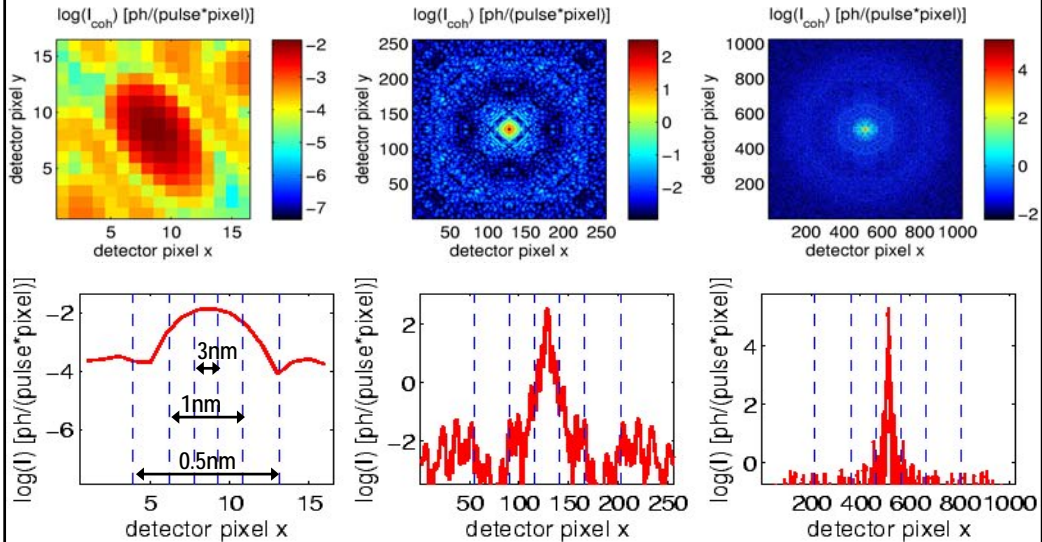 log(I_coh) [ph/(pulse*pixel)]
detector pixel y
15
10
5
5 10 15
detector pixel x
−2
−3
−4
−5
−6
−7
log(I_coh) [ph/(pulse*pixel)]
detector pixel y
250
200
150
100
50
50 100 150 200 250
detector pixel x
2
1
0
−1
−2
log(I_coh) [ph/(pulse*pixel)]
detector pixel y
1000
800
600
400
200
200 400 600 800 1000
detector pixel x
4
2
0
−2
log(I) [ph/(pulse*pixel)]
−2
−4
−6
3nm
1nm
0.5nm
5 10 15
detector pixel x
log(I) [ph/(pulse*pixel)]
2
0
−2
50 100 150 200 250
detector pixel x
log(I) [ph/(pulse*pixel)]
4
2
0
200 400 600 800 1000
detector pixel x